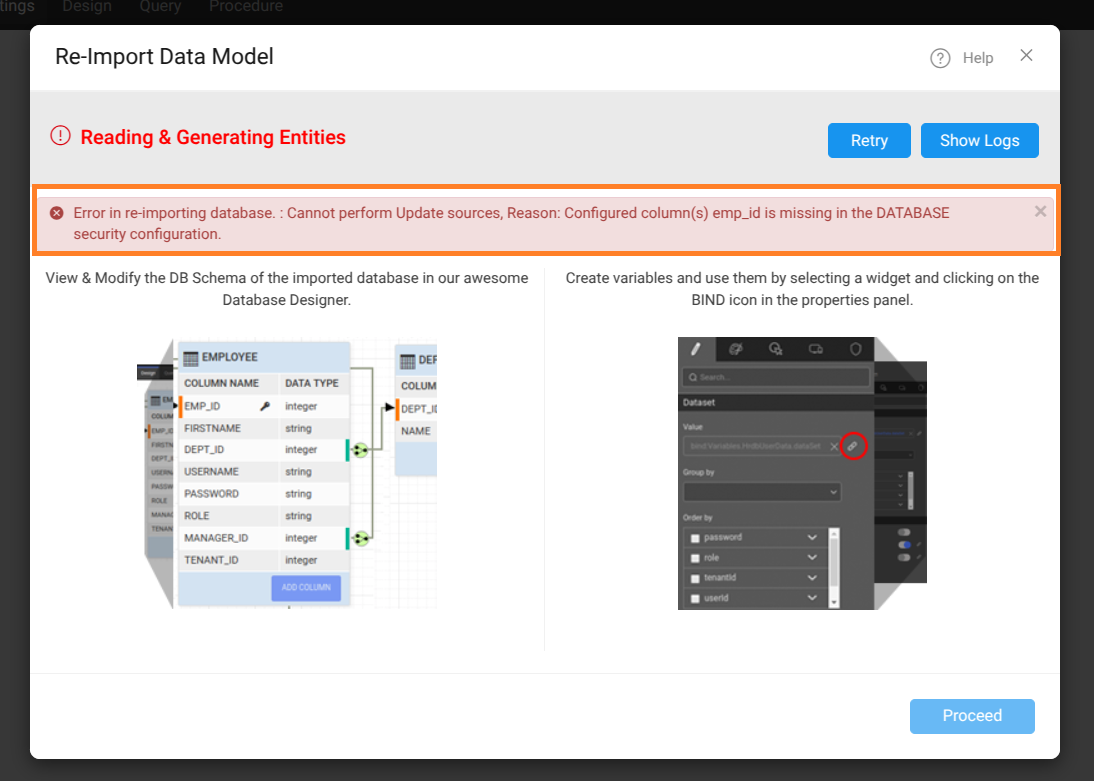 tings Design Query Procedure
Re-Import Data Model
? Help ×
! Reading & Generating Entities
Retry Show Logs
Error in re-importing database. : Cannot perform Update sources, Reason: Configured column(s) emp_id is missing in the DATABASE
security configuration.
View & Modify the DB Schema of the imported database in our awesome
Database Designer.
EMPLOYEE
COLUMN NAME DATA TYPE
EMP_ID integer
FIRSTNAME string
DEPT_ID integer
USERNAME string
PASSWORD string
ROLE string
MANAGER_ID integer
TENANT_ID integer
ADD COLUMN
DEF
COLUM
DEPT_ID
NAME
Create variables and use them by selecting a widget and clicking on the
BIND icon in the properties panel.
Search...
Dataset
Value
bind:Variables.HrdbUserData.dataSet
Group by
Order by
password
role
tenantId
userId
Proceed